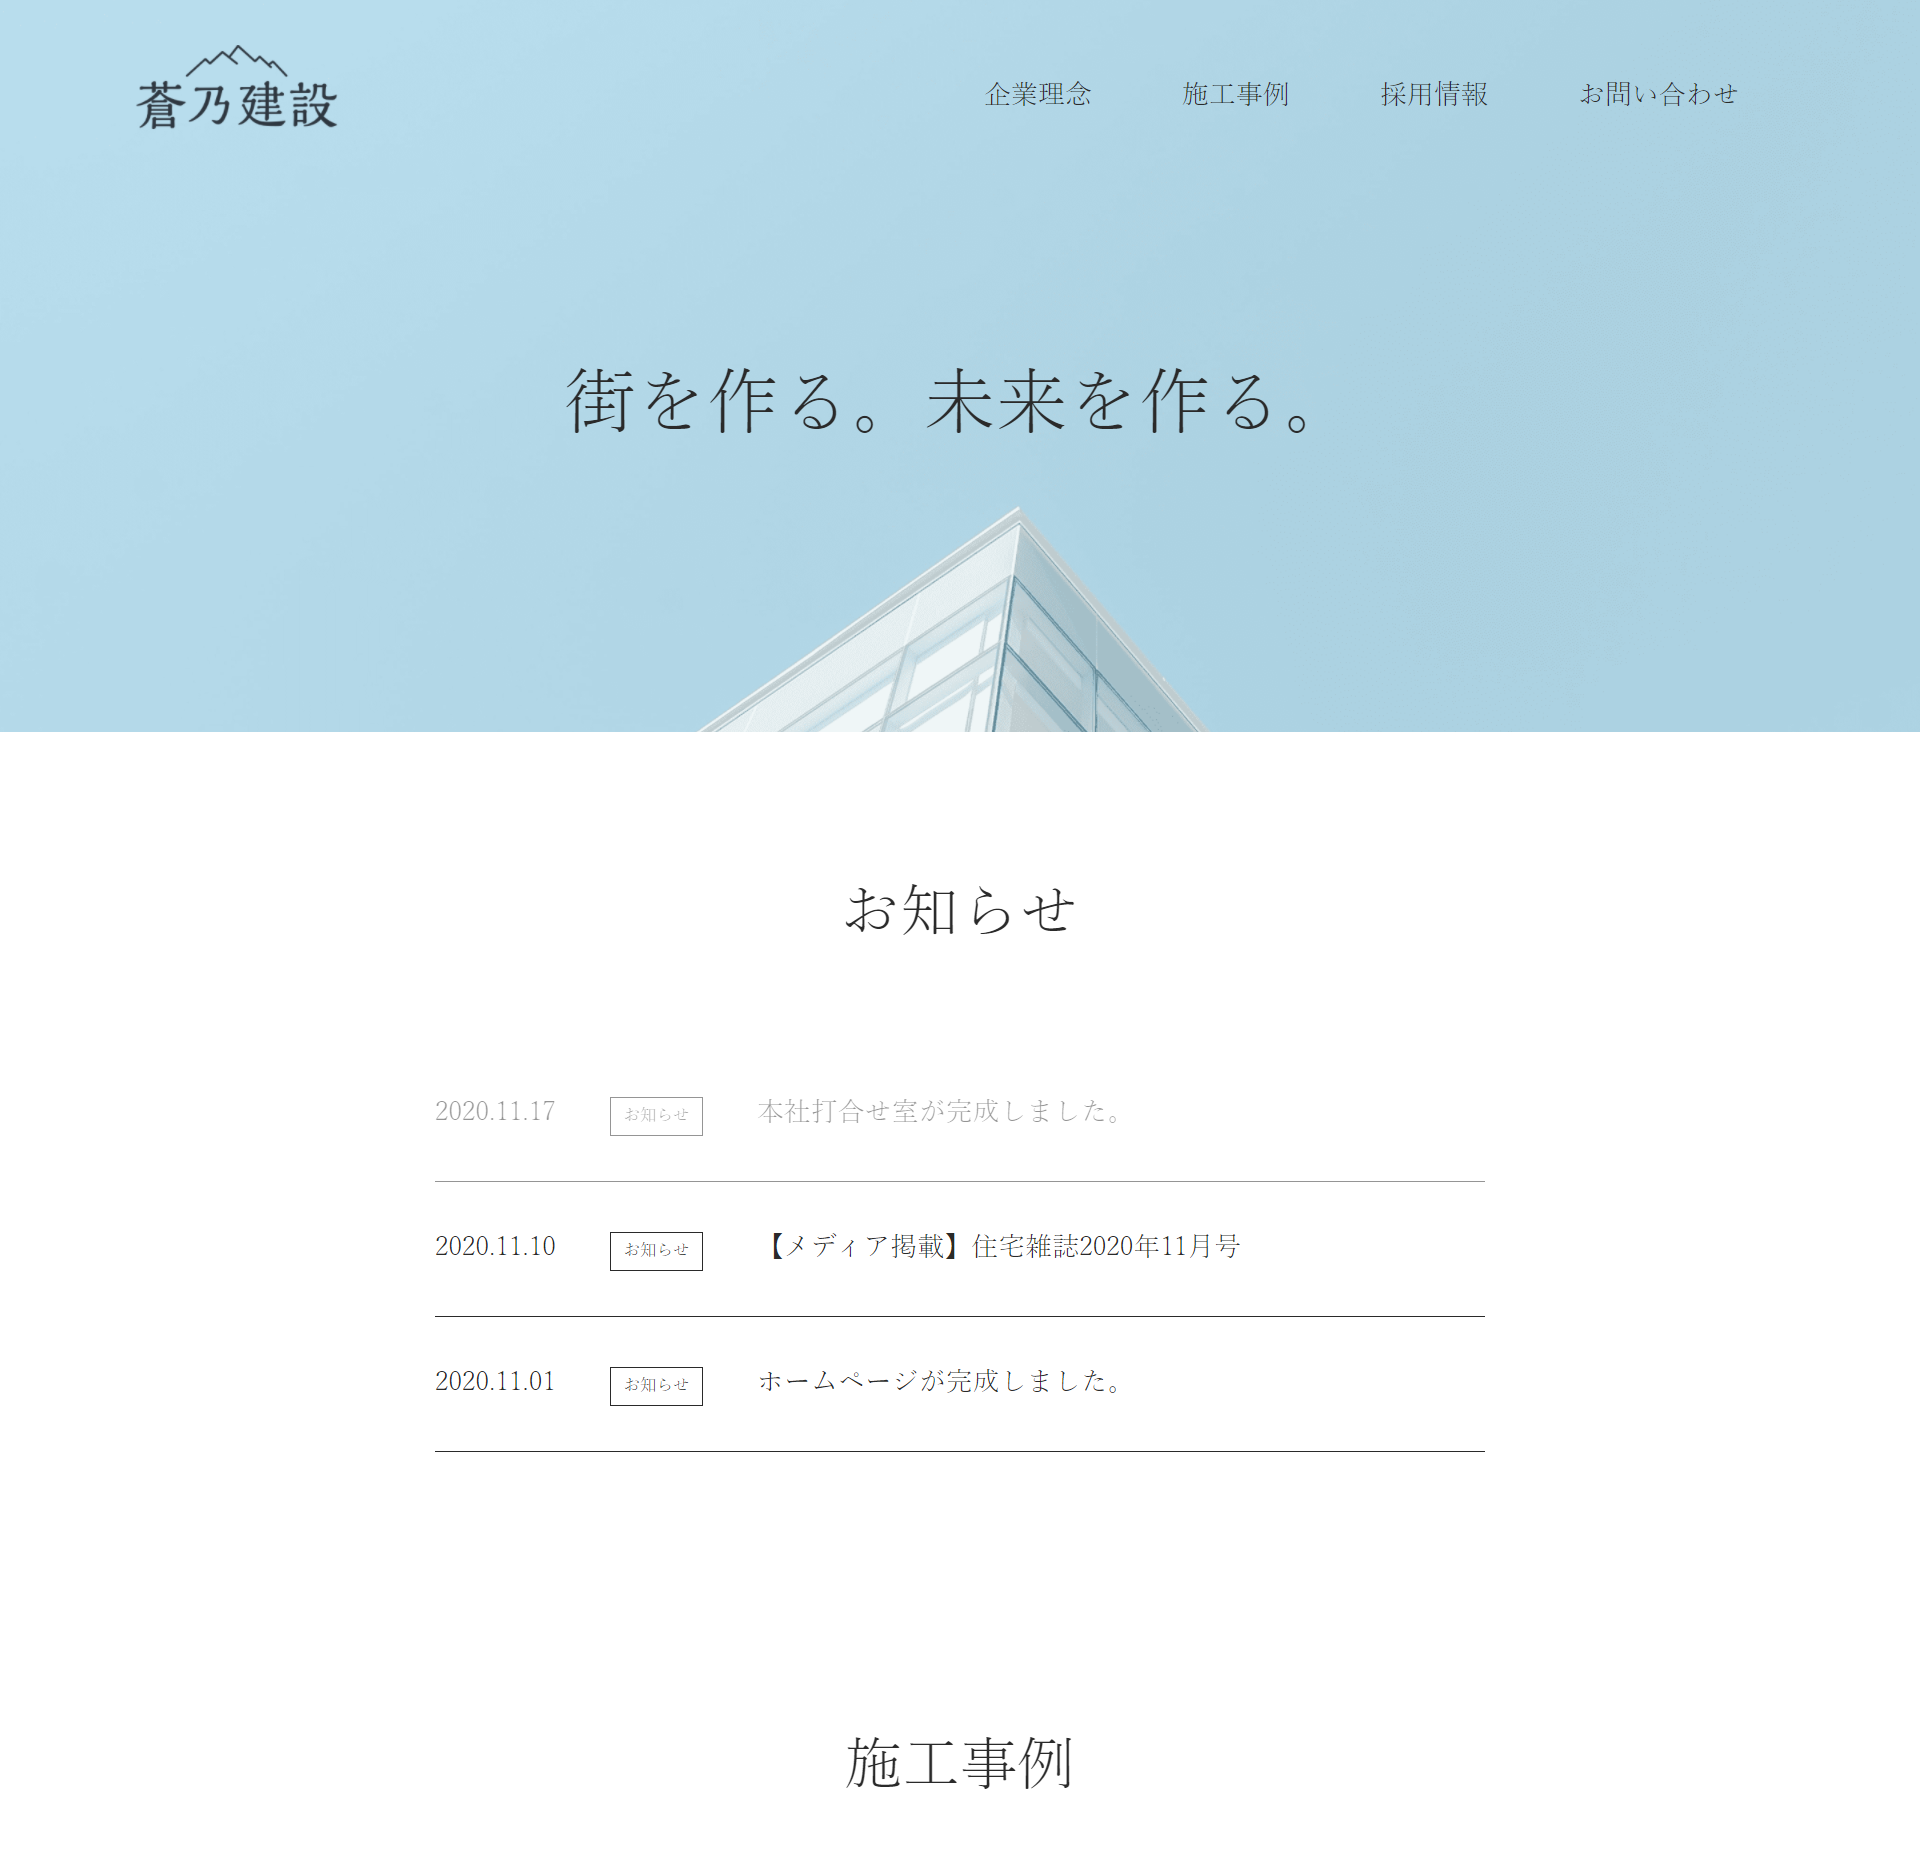 蒼乃建設
企業理念 施工事例 採用情報 お問い合わせ
街を作る。未来を作る。
お知らせ
2020.11.17 お知らせ 本社打合せ室が完成しました。
2020.11.10 お知らせ 【メディア掲載】住宅雑誌2020年11月号
2020.11.01 お知らせ ホームページが完成しました。
施工事例